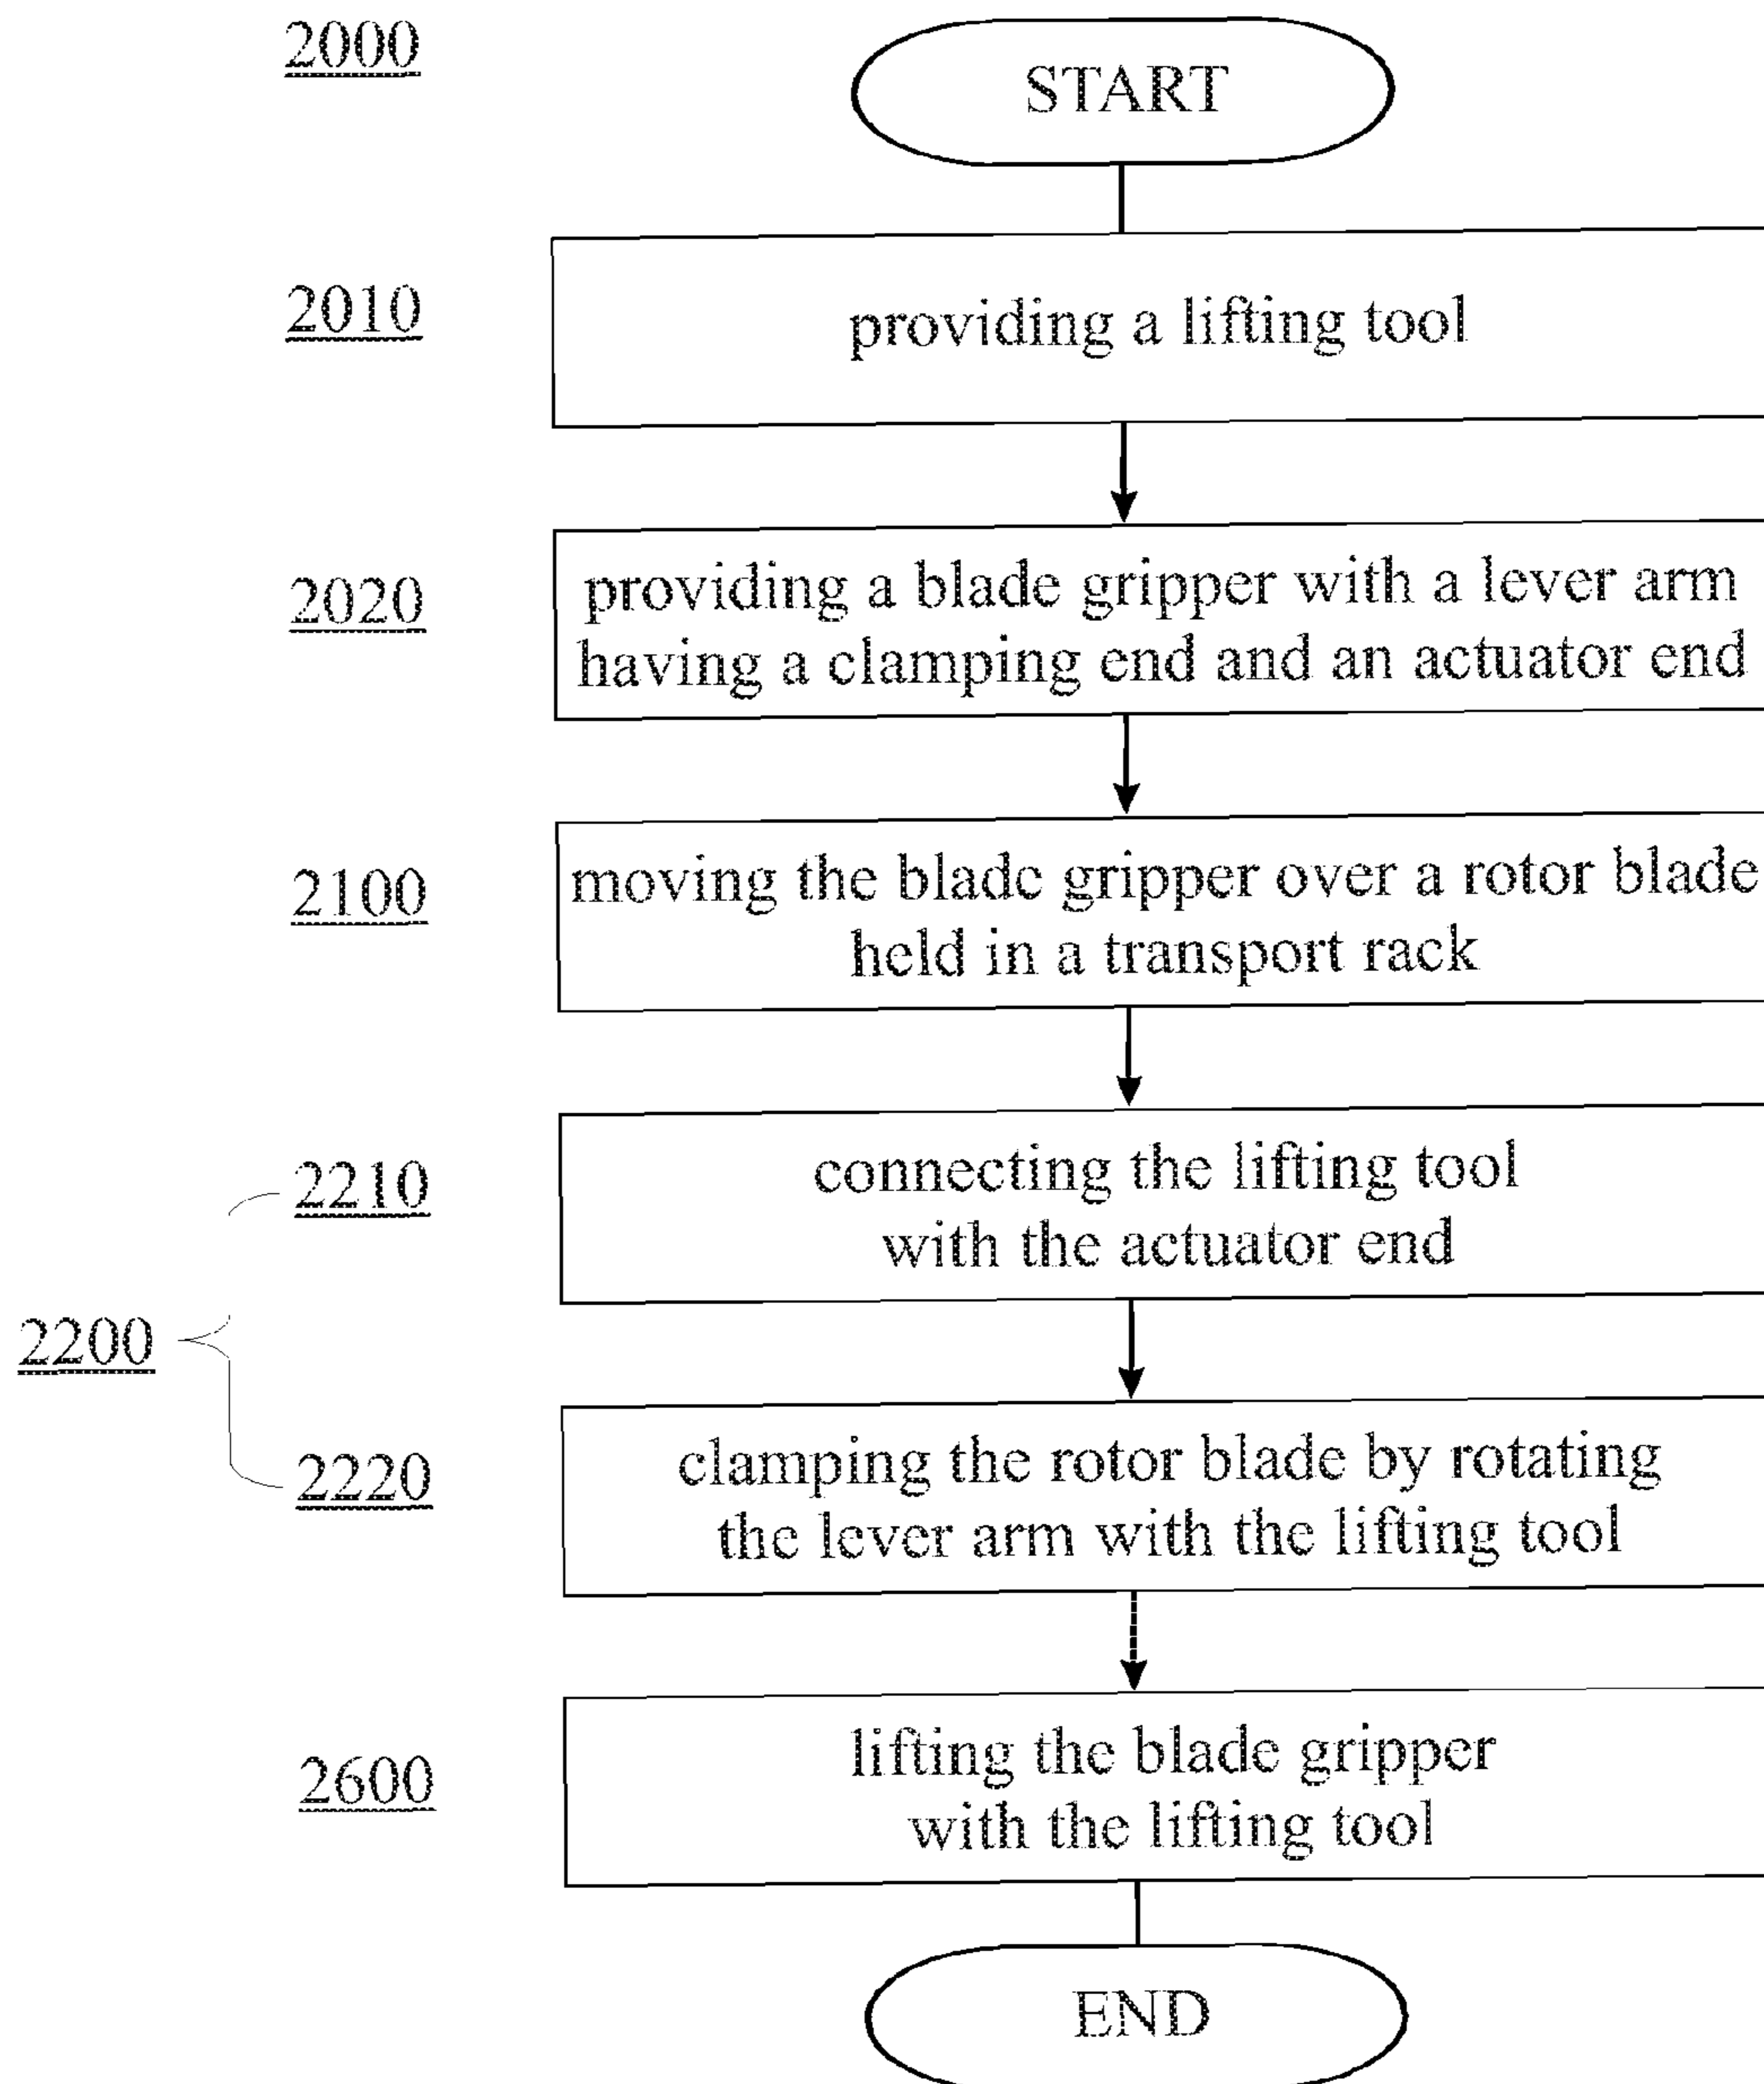 2000
START
2010
providing a lifting tool
2020
providing a blade gripper with a lever arm
having a clamping end and an actuator end
2100
moving the blade gripper over a rotor blade
held in a transport rack
2210
connecting the lifting tool
with the actuator end
2200
2220
clamping the rotor blade by rotating
the lever arm with the lifting tool
2600
lifting the blade gripper
with the lifting tool
END